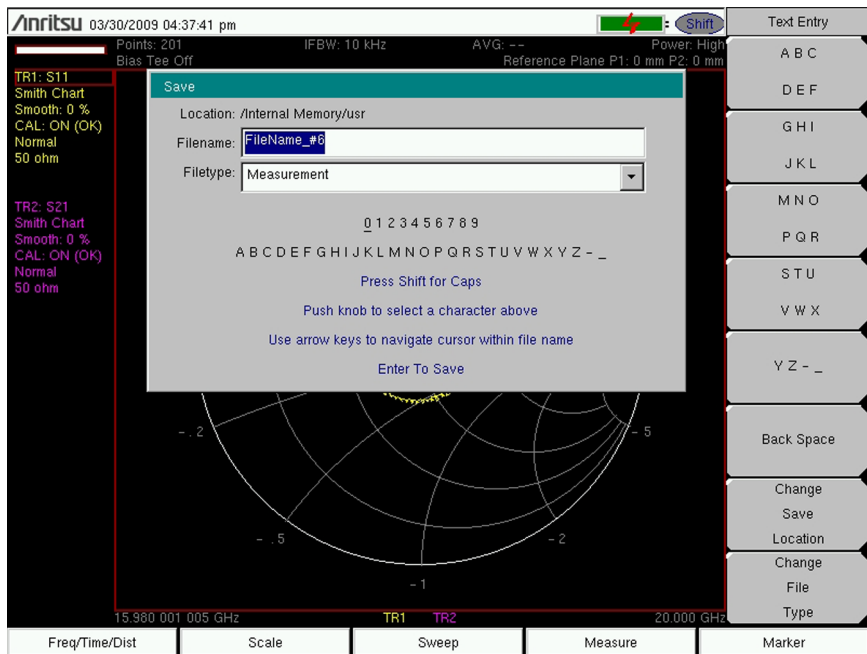 /inritsu 03/30/2009 04:37:41 pm
Shift
Text Entry
Points: 201 IFBW: 10 kHz AVG: -- Power: High
Bias Tee Off Reference Plane P1: 0 mm P2: 0 mm
TR1: S11
Smith Chart
Smooth: 0 %
CAL: ON (OK)
Normal
50 ohm
TR2: S21
Smith Chart
Smooth: 0 %
CAL: ON (OK)
Normal
50 ohm
Save
Location: /Internal Memory/usr
Filename: FileName_#6
Filetype: Measurement
0 1 2 3 4 5 6 7 8 9
A B C D E F G H I J K L M N O P Q R S T U V W X Y Z - _
Press Shift for Caps
Push knob to select a character above
Use arrow keys to navigate cursor within file name
Enter To Save
- .2
- 5
- .5
- 2
- 1
15.980 001 005 GHz TR1 TR2 20.000 GHz
A B C
D E F
G H I
J K L
M N O
P Q R
S T U
V W X
Y Z - _
Back Space
Change
Save
Location
Change
File
Type
Freq/Time/Dist Scale Sweep Measure Marker